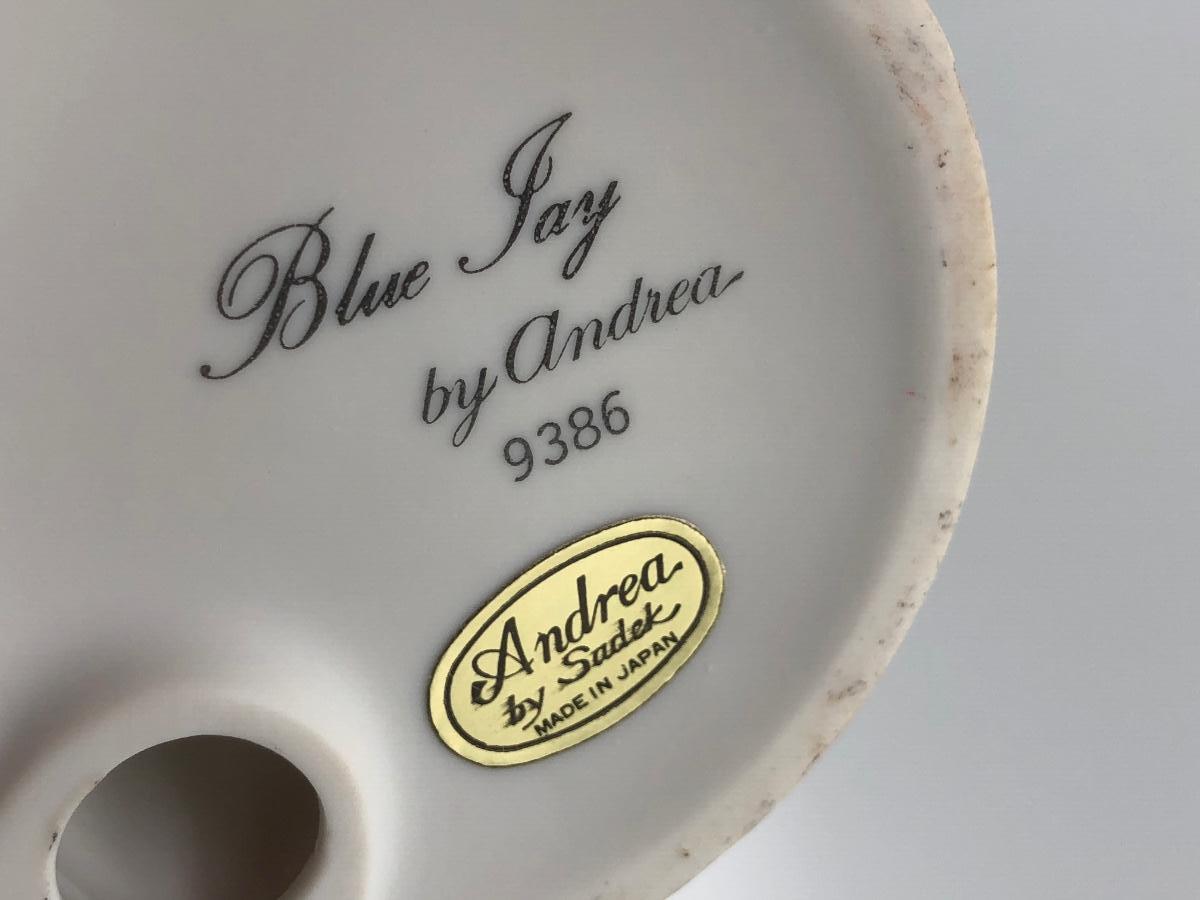 Blue Jay
by Andrea
9386
Andrea
by Sadek
MADE IN JAPAN